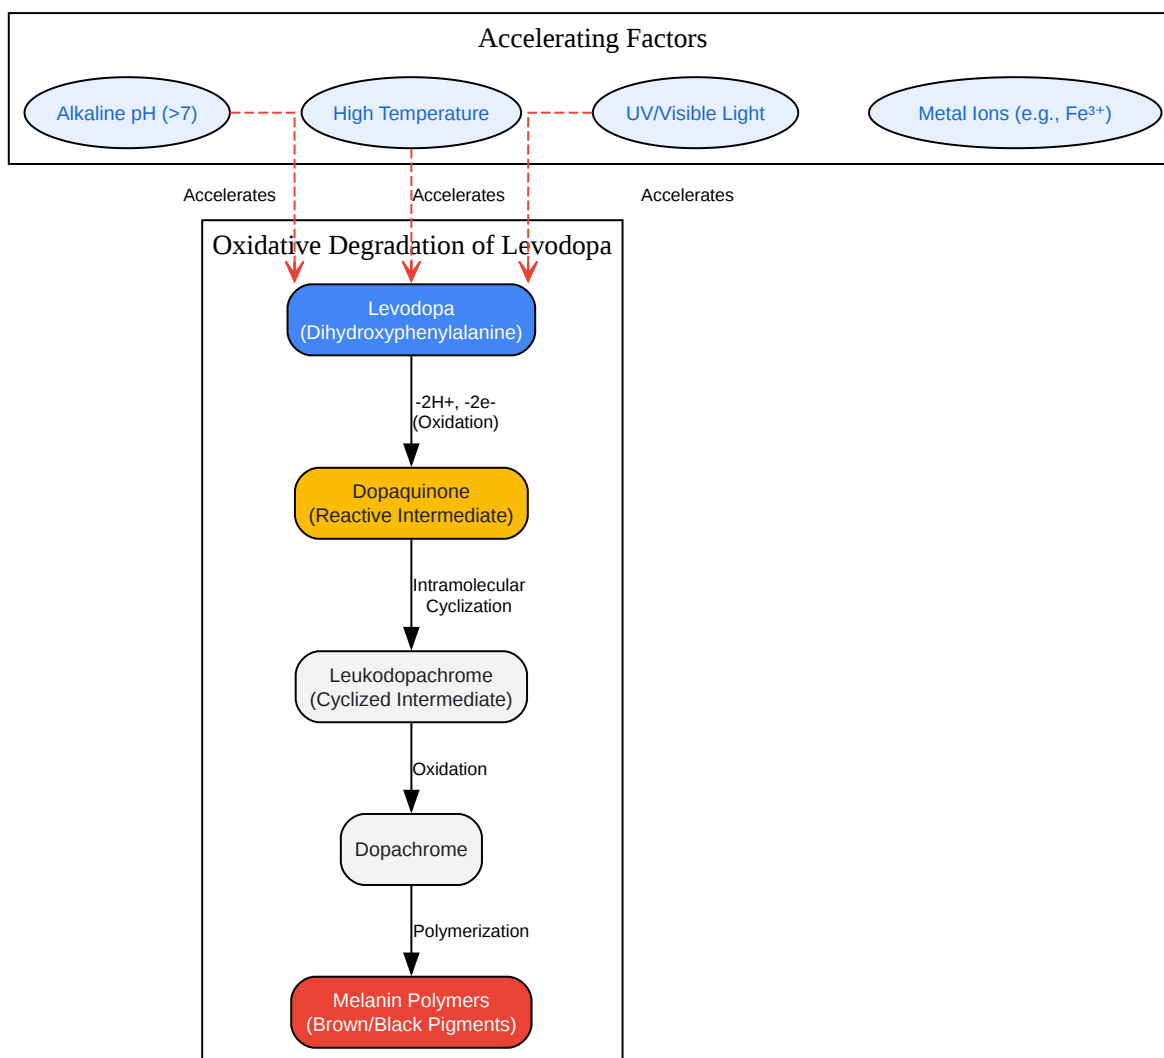 Accelerating Factors
Alkaline pH (>7)
High Temperature
UV/Visible Light
Metal Ions (e.g., Fe³⁺)
Accelerates
Accelerates
Accelerates
Oxidative Degradation of Levodopa
Levodopa
(Dihydroxyphenylalanine)
-2H+, -2e-
(Oxidation)
Dopaquinone
(Reactive Intermediate)
Intramolecular
Cyclization
Leukodopachrome
(Cyclized Intermediate)
Oxidation
Dopachrome
Polymerization
Melanin Polymers
(Brown/Black Pigments)